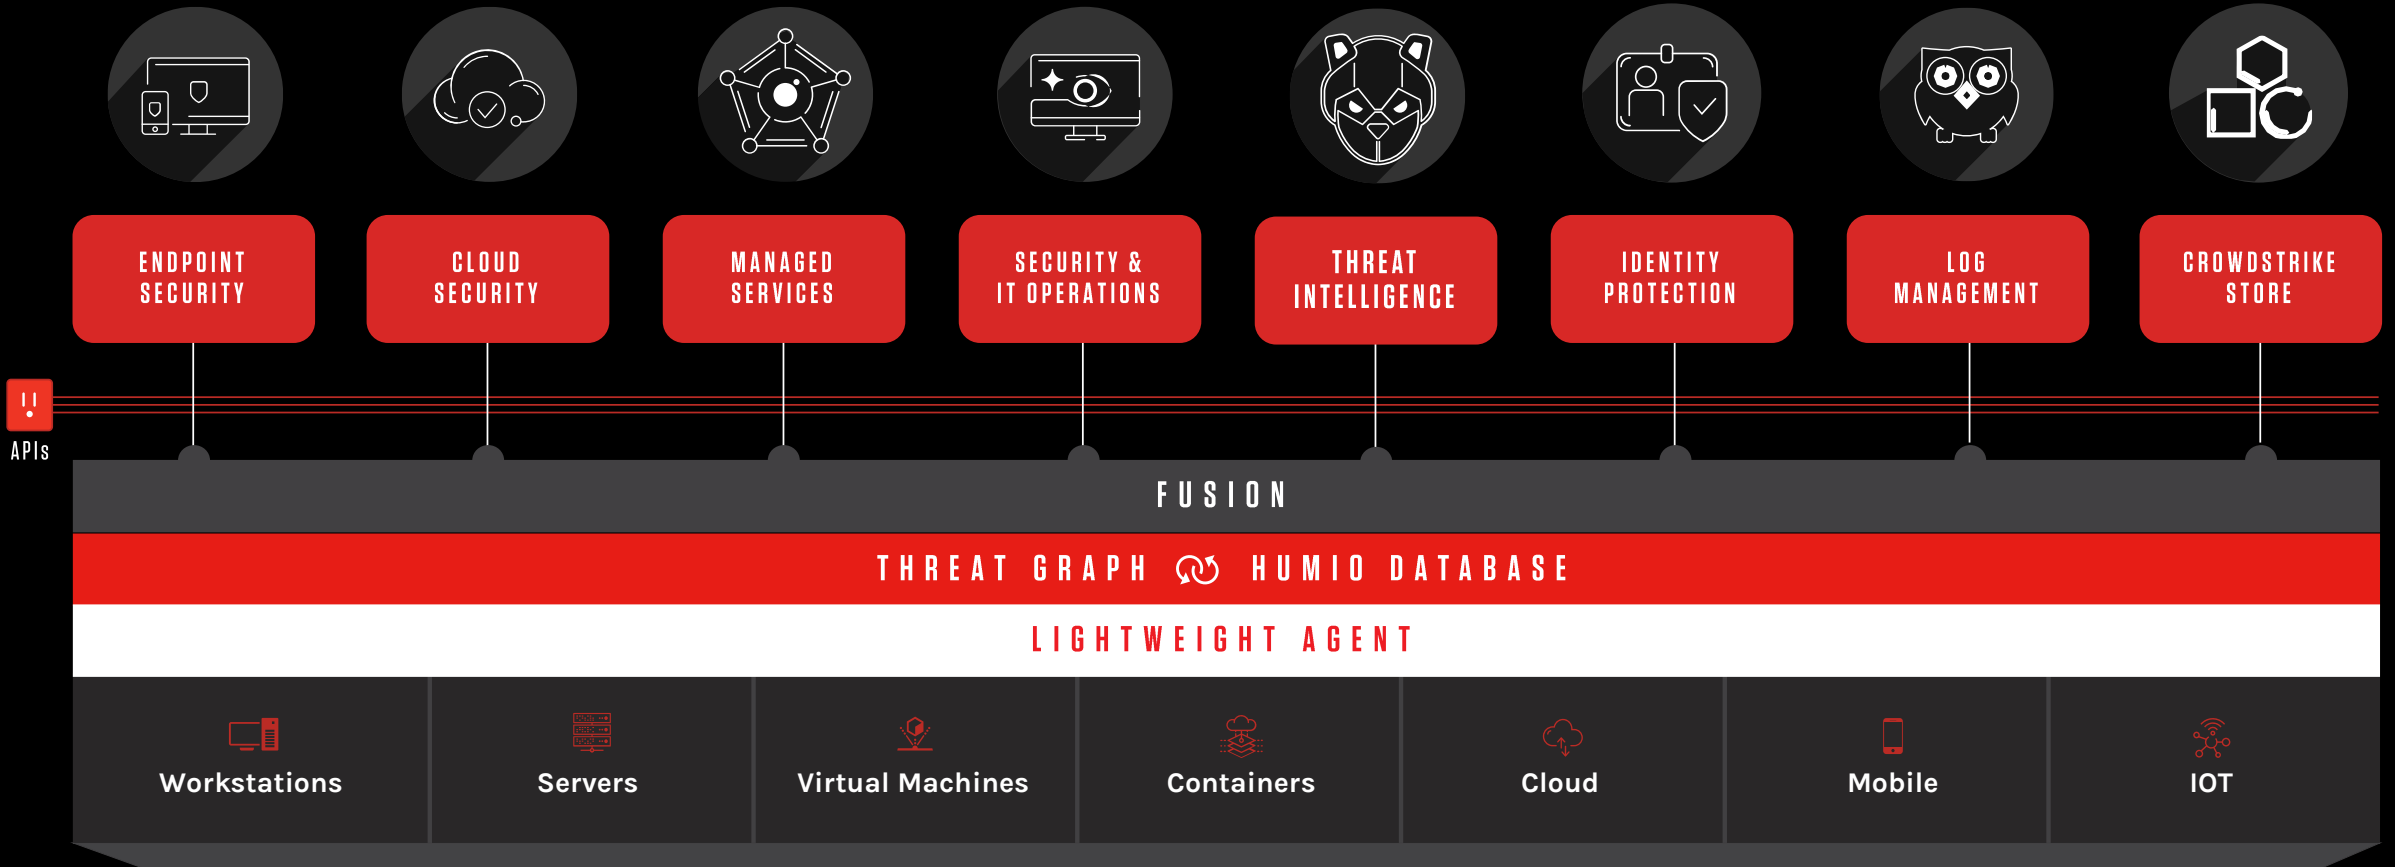 ENDPOINT
SECURITY
CLOUD
SECURITY
MANAGED
SERVICES
SECURITY &
IT OPERATIONS
THREAT
INTELLIGENCE
IDENTITY
PROTECTION
LOG
MANAGEMENT
CROWDSTRIKE
STORE
APIs
FUSION
THREAT GRAPH HUMIO DATABASE
LIGHTWEIGHT AGENT
Workstations
Servers
Virtual Machines
Containers
Cloud
Mobile
IOT